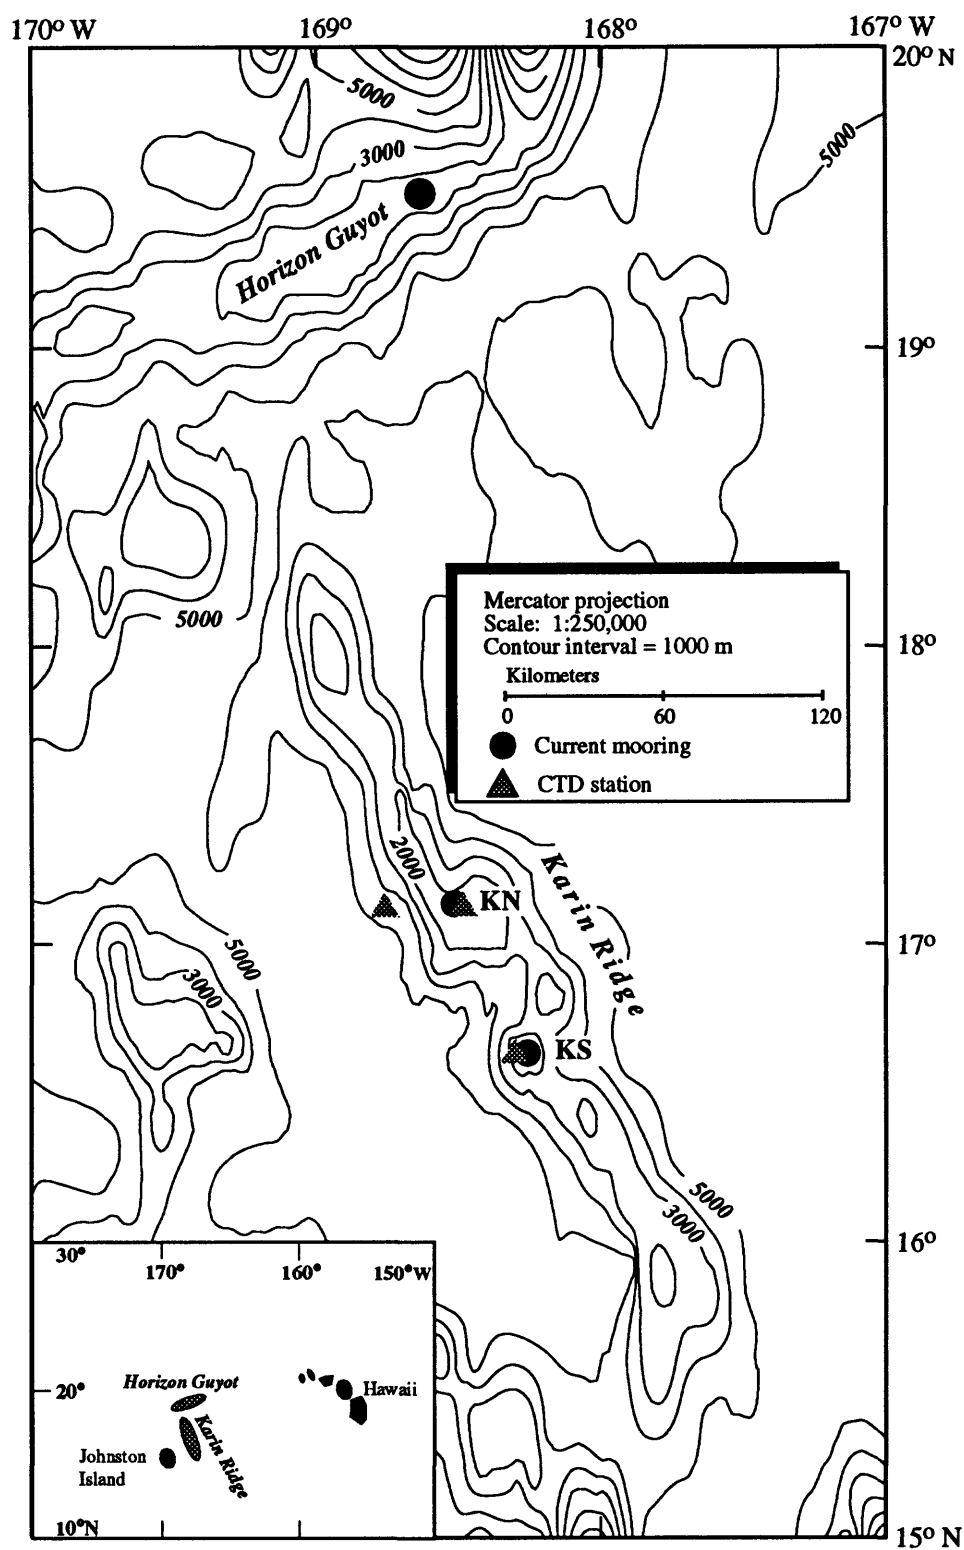 170° W
169°
168°
167° W
20° N
5000
5000
3000
Horizon Guyot
19°
Mercator projection
Scale: 1:250,000
Contour interval = 1000 m
Kilometers
0 60 120
Current mooring
CTD station
5000
18°
2000
Karin Ridge
KN
5000
17°
3000
KS
5000
3000
16°
30°
170° 160° 150°W
20°
Horizon Guyot
Hawaii
Karin Ridge
Johnston
Island
10°N
15° N